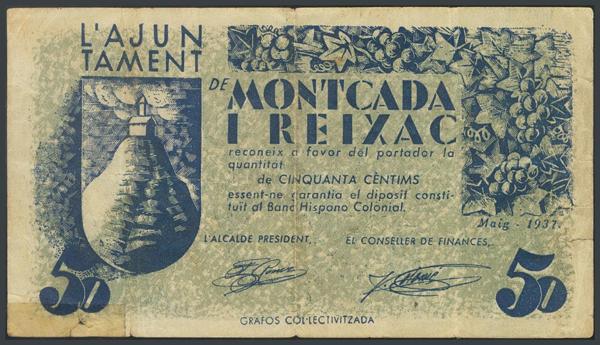 L'AJUN
TAMENT
DE
MONTCADA
I REIXAC
reconeix a favor del portador la
quantitat
de CINQUANTA CÈNTIMS
essent-ne garantia el diposit consti-
tuït al Banc Hispano Colonial.
Maig - 1937.
L'ALCALDE PRESIDENT,
EL CONSELLER DE FINANCES,
50
50
GRAFOS COL·LECTIVITZADA